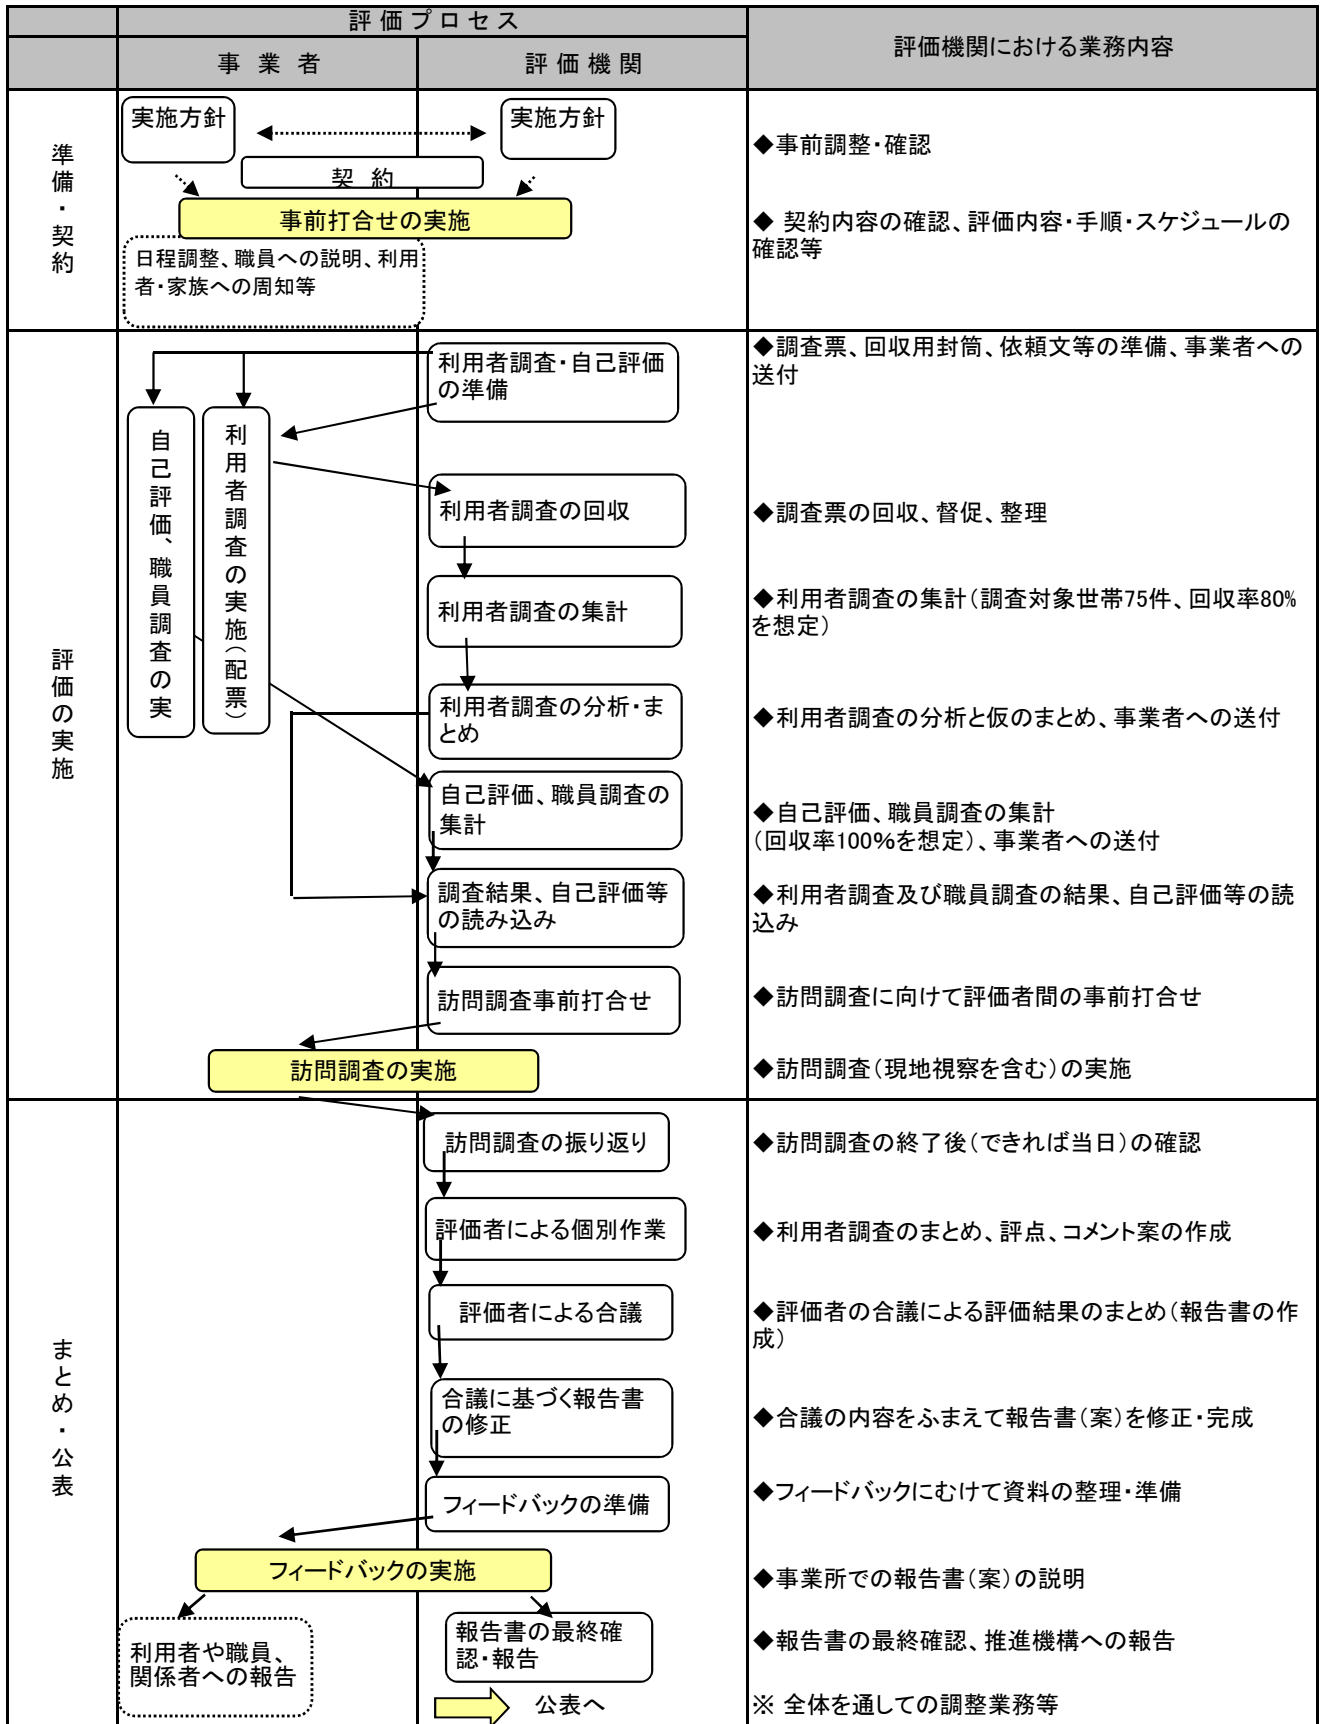 評価プロセス
評価機関における業務内容
事業者
評価機関
準備・契約
実施方針
実施方針
契 約
事前打合せの実施
日程調整、職員への説明、利用
者・家族への周知等
◆事前調整・確認
◆ 契約内容の確認、評価内容・手順・スケジュールの
確認等
評価の実施
利用者調査・自己評価
の準備
自己評価、職員調査の実
利用者調査の実施(配票)
利用者調査の回収
利用者調査の集計
利用者調査の分析・ま
とめ
自己評価、職員調査の
集計
調査結果、自己評価等
の読み込み
訪問調査事前打合せ
訪問調査の実施
◆調査票、回収用封筒、依頼文等の準備、事業者への
送付
◆調査票の回収、督促、整理
◆利用者調査の集計(調査対象世帯75件、回収率80%
を想定)
◆利用者調査の分析と仮のまとめ、事業者への送付
◆自己評価、職員調査の集計
(回収率100%を想定)、事業者への送付
◆利用者調査及び職員調査の結果、自己評価等の読
込み
◆訪問調査に向けて評価者間の事前打合せ
◆訪問調査(現地視察を含む)の実施
まとめ・公表
訪問調査の振り返り
評価者による個別作業
評価者による合議
合議に基づく報告書
の修正
フィードバックの準備
フィードバックの実施
利用者や職員、
関係者への報告
報告書の最終確
認・報告
公表へ
◆訪問調査の終了後(できれば当日)の確認
◆利用者調査のまとめ、評点、コメント案の作成
◆評価者の合議による評価結果のまとめ(報告書の作
成)
◆合議の内容をふまえて報告書(案)を修正・完成
◆フィードバックにむけて資料の整理・準備
◆事業所での報告書(案)の説明
◆報告書の最終確認、推進機構への報告
※ 全体を通しての調整業務等